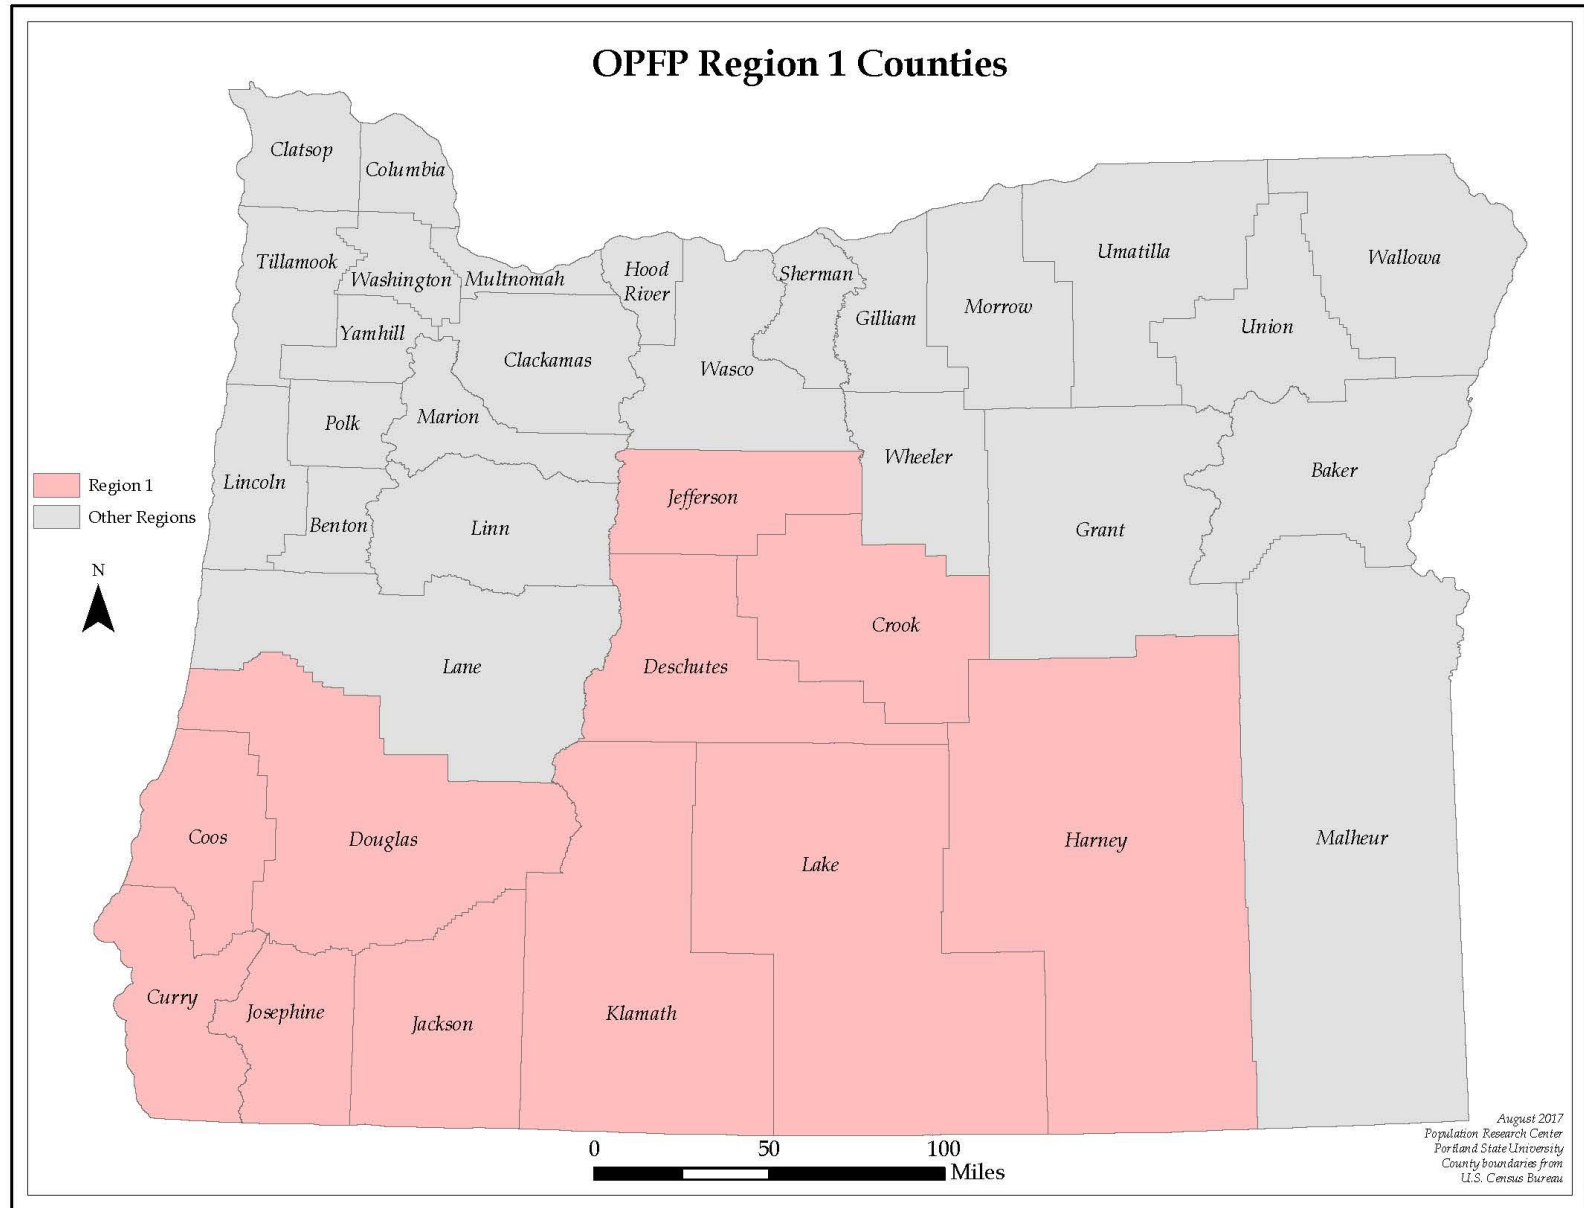 OPFP Region 1 Counties
Clatsop
Columbia
Tillamook
Washington
Multnomah
Hood
River
Sherman
Gilliam
Morrow
Umatilla
Union
Wallowa
Yamhill
Clackamas
Wasco
Polk
Marion
Wheeler
Baker
Lincoln
Benton
Linn
Jefferson
Grant
Region 1
Other Regions
N
Lane
Deschutes
Crook
Coos
Douglas
Lake
Harney
Malheur
Curry
Josephine
Jackson
Klamath
0 50 100
Miles
August 2017
Population Research Center
Portland State University
County boundaries from
U.S. Census Bureau